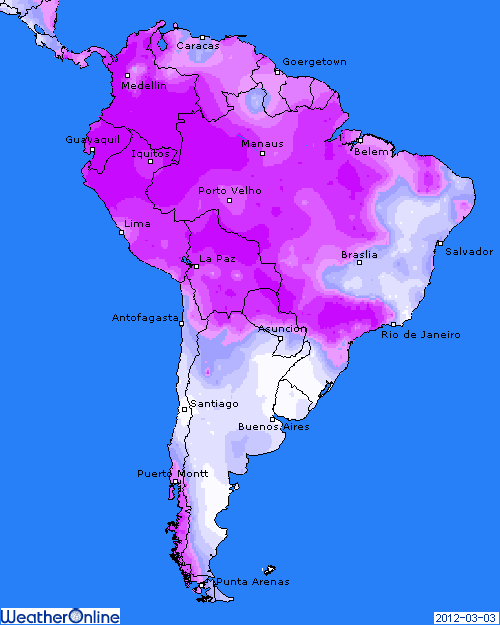 Caracas
Goergetown
Medellin
Guayaquil
Iquitos
Manaus
Belem
Porto Velho
Lima
Salvador
La Paz
Braslia
Antofagasta
Asuncion
Rio de Janeiro
Santiago
Buenos Aires
Puerto Montt
Punta Arenas
WeatherOnline
2012-03-03